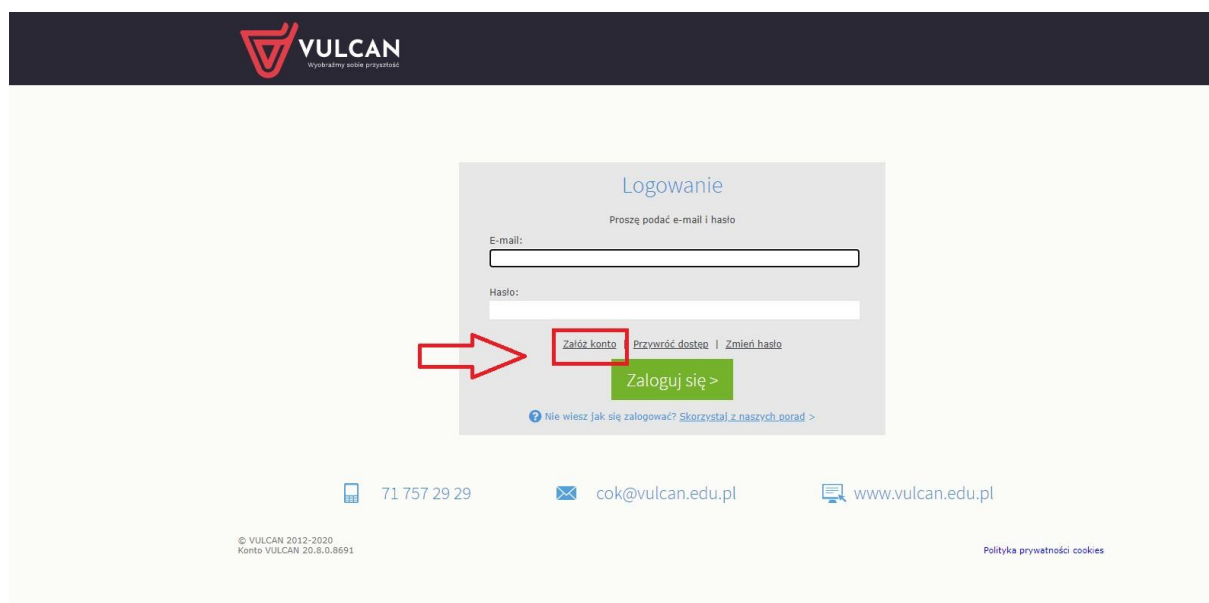 VULCAN
Wyobraźmy sobie przyszłość
Logowanie
Proszę podać e-mail i hasło
E-mail:
Hasło:
Załóż konto | Przywróć dostęp | Zmień hasło
Zaloguj się >
? Nie wiesz jak się zalogować? Skorzystaj z naszych porad >
71 757 29 29 cok@vulcan.edu.pl www.vulcan.edu.pl
© VULCAN 2012-2020
Konto VULCAN 20.8.0.8691 Polityka prywatności cookies